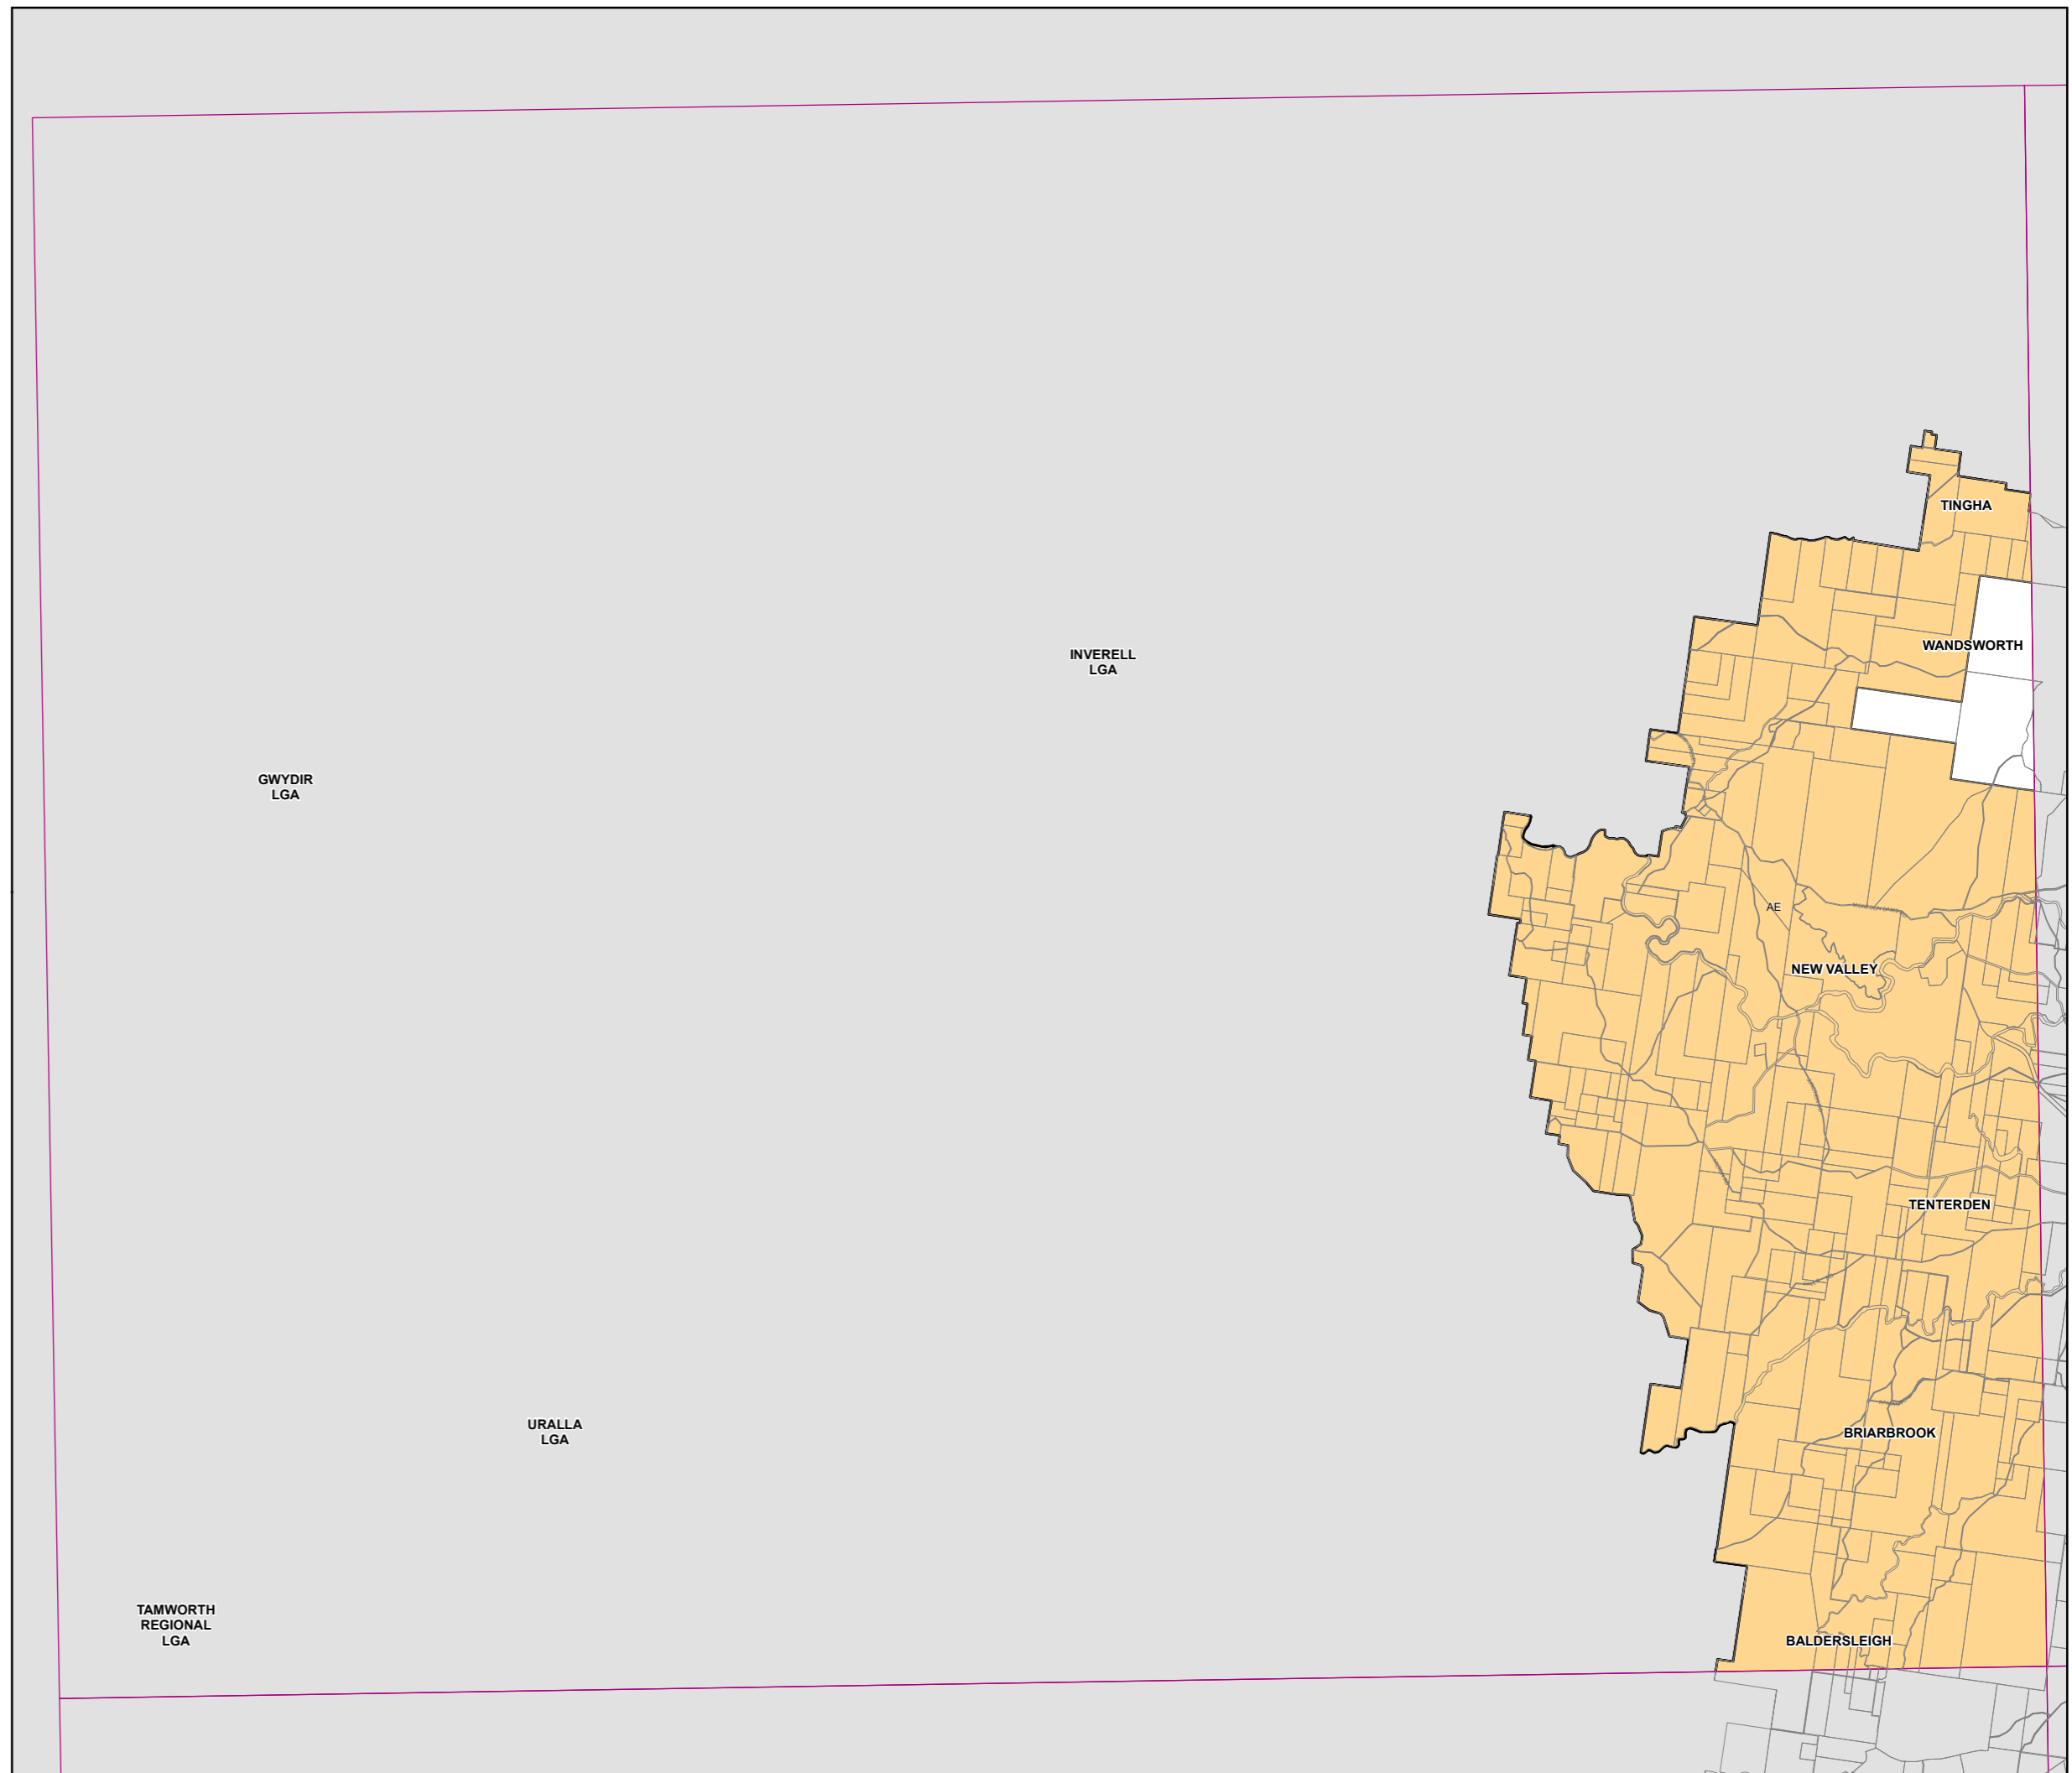 TINGHA
WANDSWORTH
INVERELL
LGA
GWYDIR
LGA
AE
NEW VALLEY
TENTERDEN
URALLA
LGA
BRIARBROOK
TAMWORTH
REGIONAL
LGA
BALDERSLEIGH